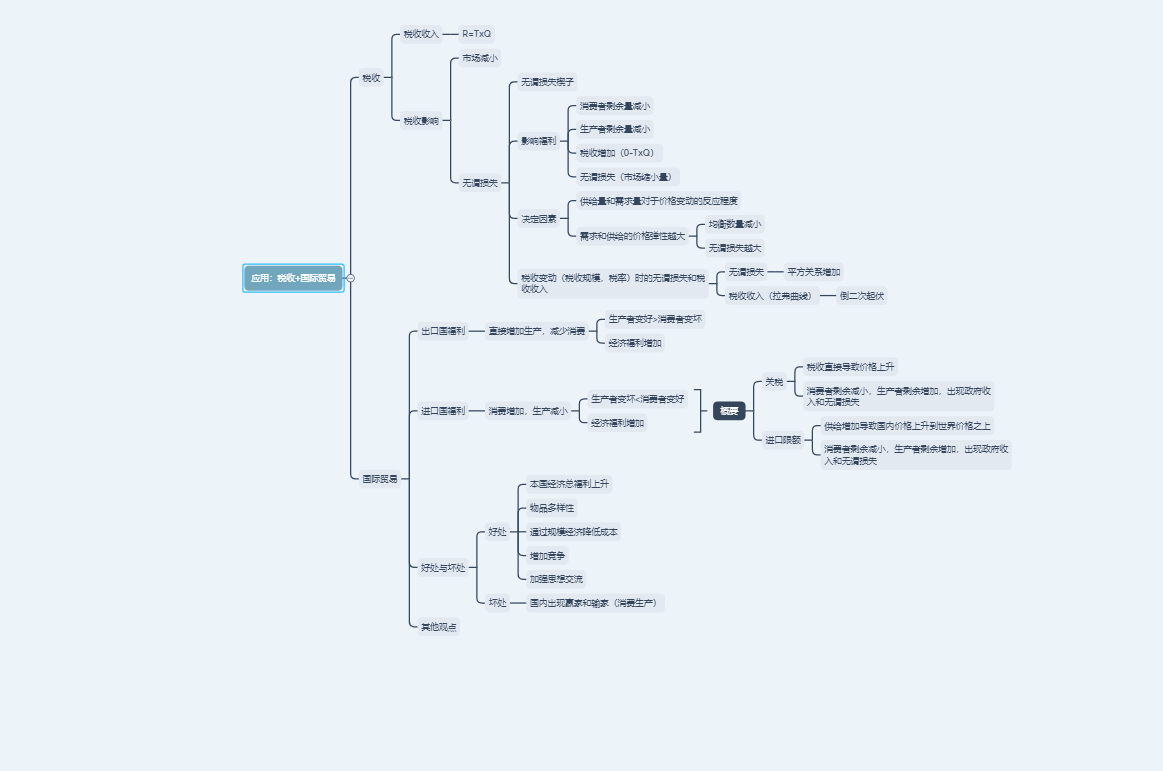 应用：税收+国际贸易
税收
税收收入
R=TxQ
税收影响
市场减小
无谓损失
无谓损失楔子
影响福利
消费者剩余量减小
生产者剩余量减小
税收增加（0-TxQ）
无谓损失（市场缩小量）
决定因素
供给量和需求量对于价格变动的反应程度
需求和供给的价格弹性越大
均衡数量减小
无谓损失越大
税收变动（税收规模，税率）时的无谓损失和税
收收入
无谓损失
平方关系增加
税收收入（拉弗曲线）
倒二次起伏
国际贸易
出口国福利
直接增加生产，减少消费
生产者变好>消费者变坏
经济福利增加
进口国福利
消费增加，生产减小
生产者变坏<消费者变好
经济福利增加
概要
关税
税收直接导致价格上升
消费者剩余减小，生产者剩余增加，出现政府收
入和无谓损失
进口限额
供给增加导致国内价格上升到世界价格之上
消费者剩余减小，生产者剩余增加，出现政府收
入和无谓损失
好处与坏处
好处
本国经济总福利上升
物品多样性
通过规模经济降低成本
增加竞争
加强思想交流
坏处
国内出现赢家和输家（消费生产）
其他观点